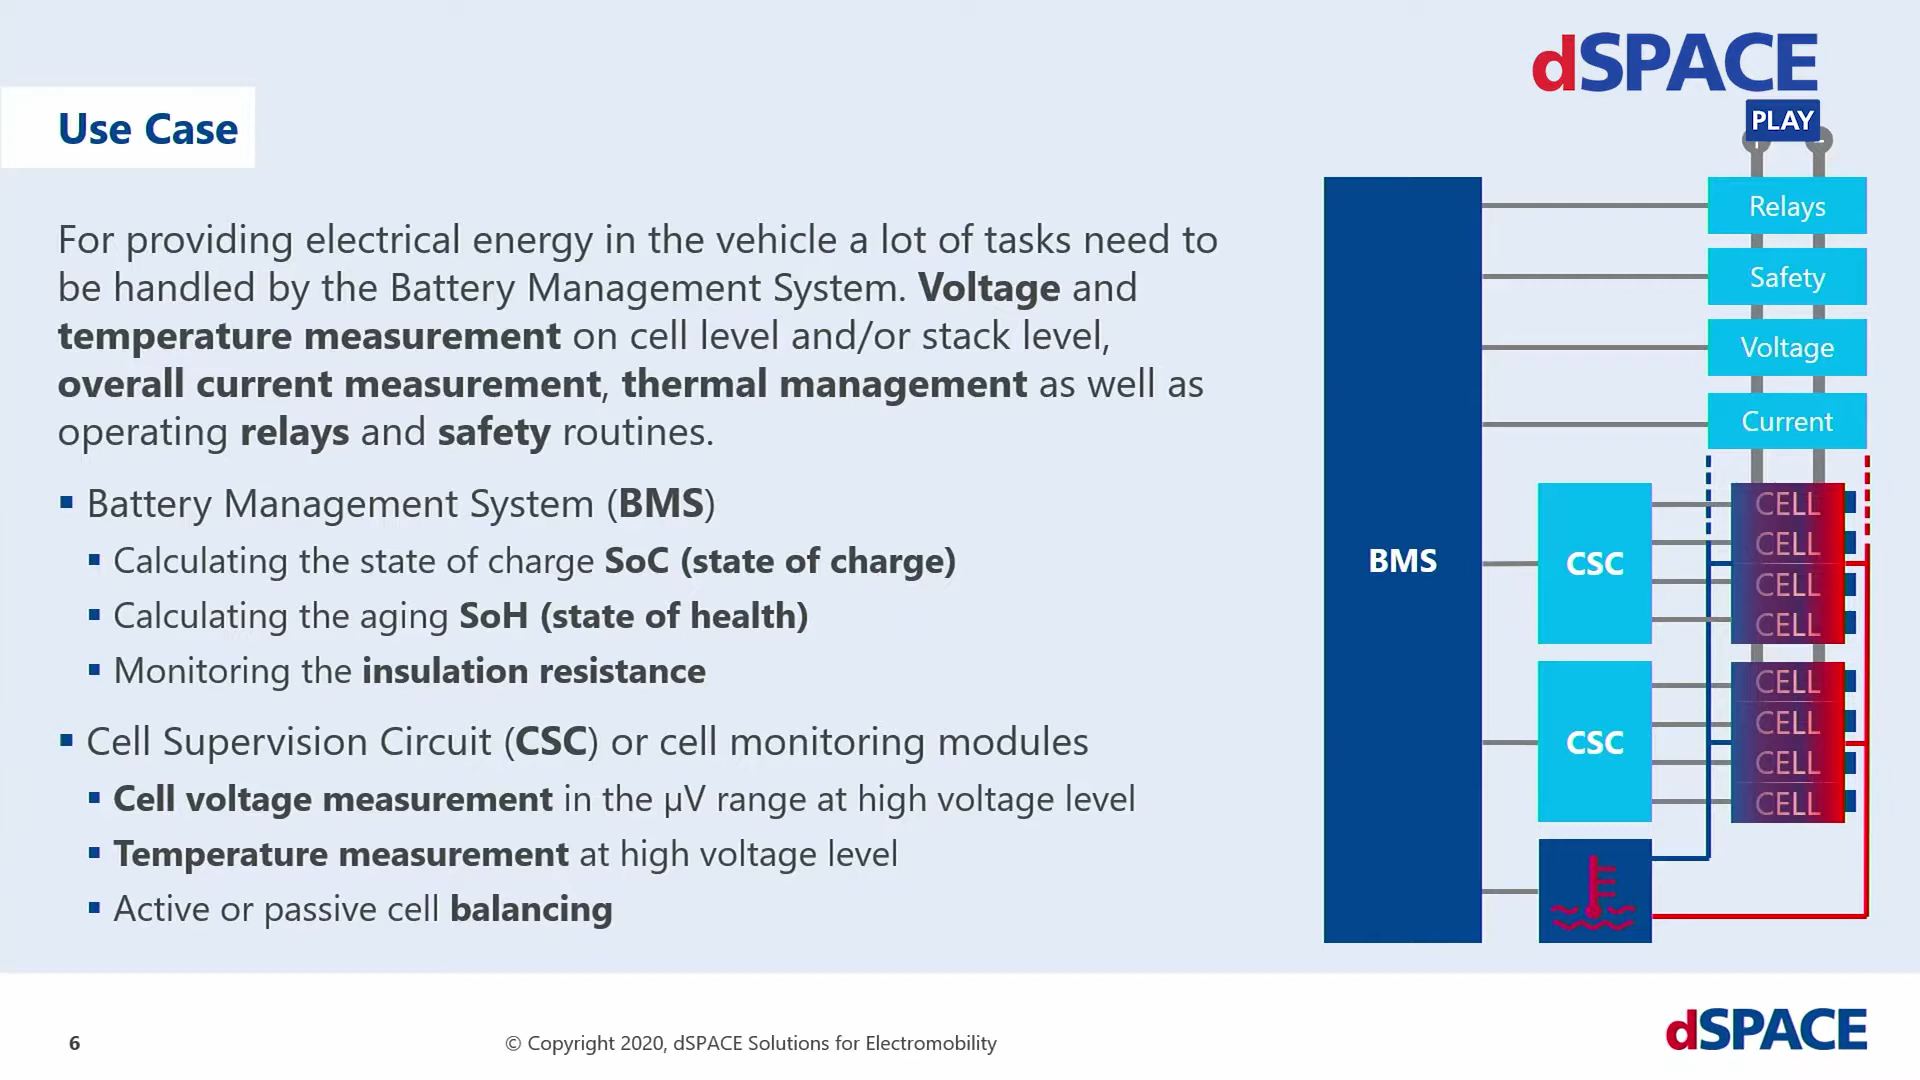 dSPACE
PLAY
Use Case
For providing electrical energy in the vehicle a lot of tasks need to
be handled by the Battery Management System. Voltage and
temperature measurement on cell level and/or stack level,
overall current measurement, thermal management as well as
operating relays and safety routines.
Battery Management System (BMS)
Calculating the state of charge SoC (state of charge)
Calculating the aging SoH (state of health)
Monitoring the insulation resistance
Cell Supervision Circuit (CSC) or cell monitoring modules
Cell voltage measurement in the µV range at high voltage level
Temperature measurement at high voltage level
Active or passive cell balancing
BMS
Relays
Safety
Voltage
Current
CSC
CELL
CELL
CELL
CELL
CSC
CELL
CELL
CELL
CELL
6
© Copyright 2020, dSPACE Solutions for Electromobility
dSPACE